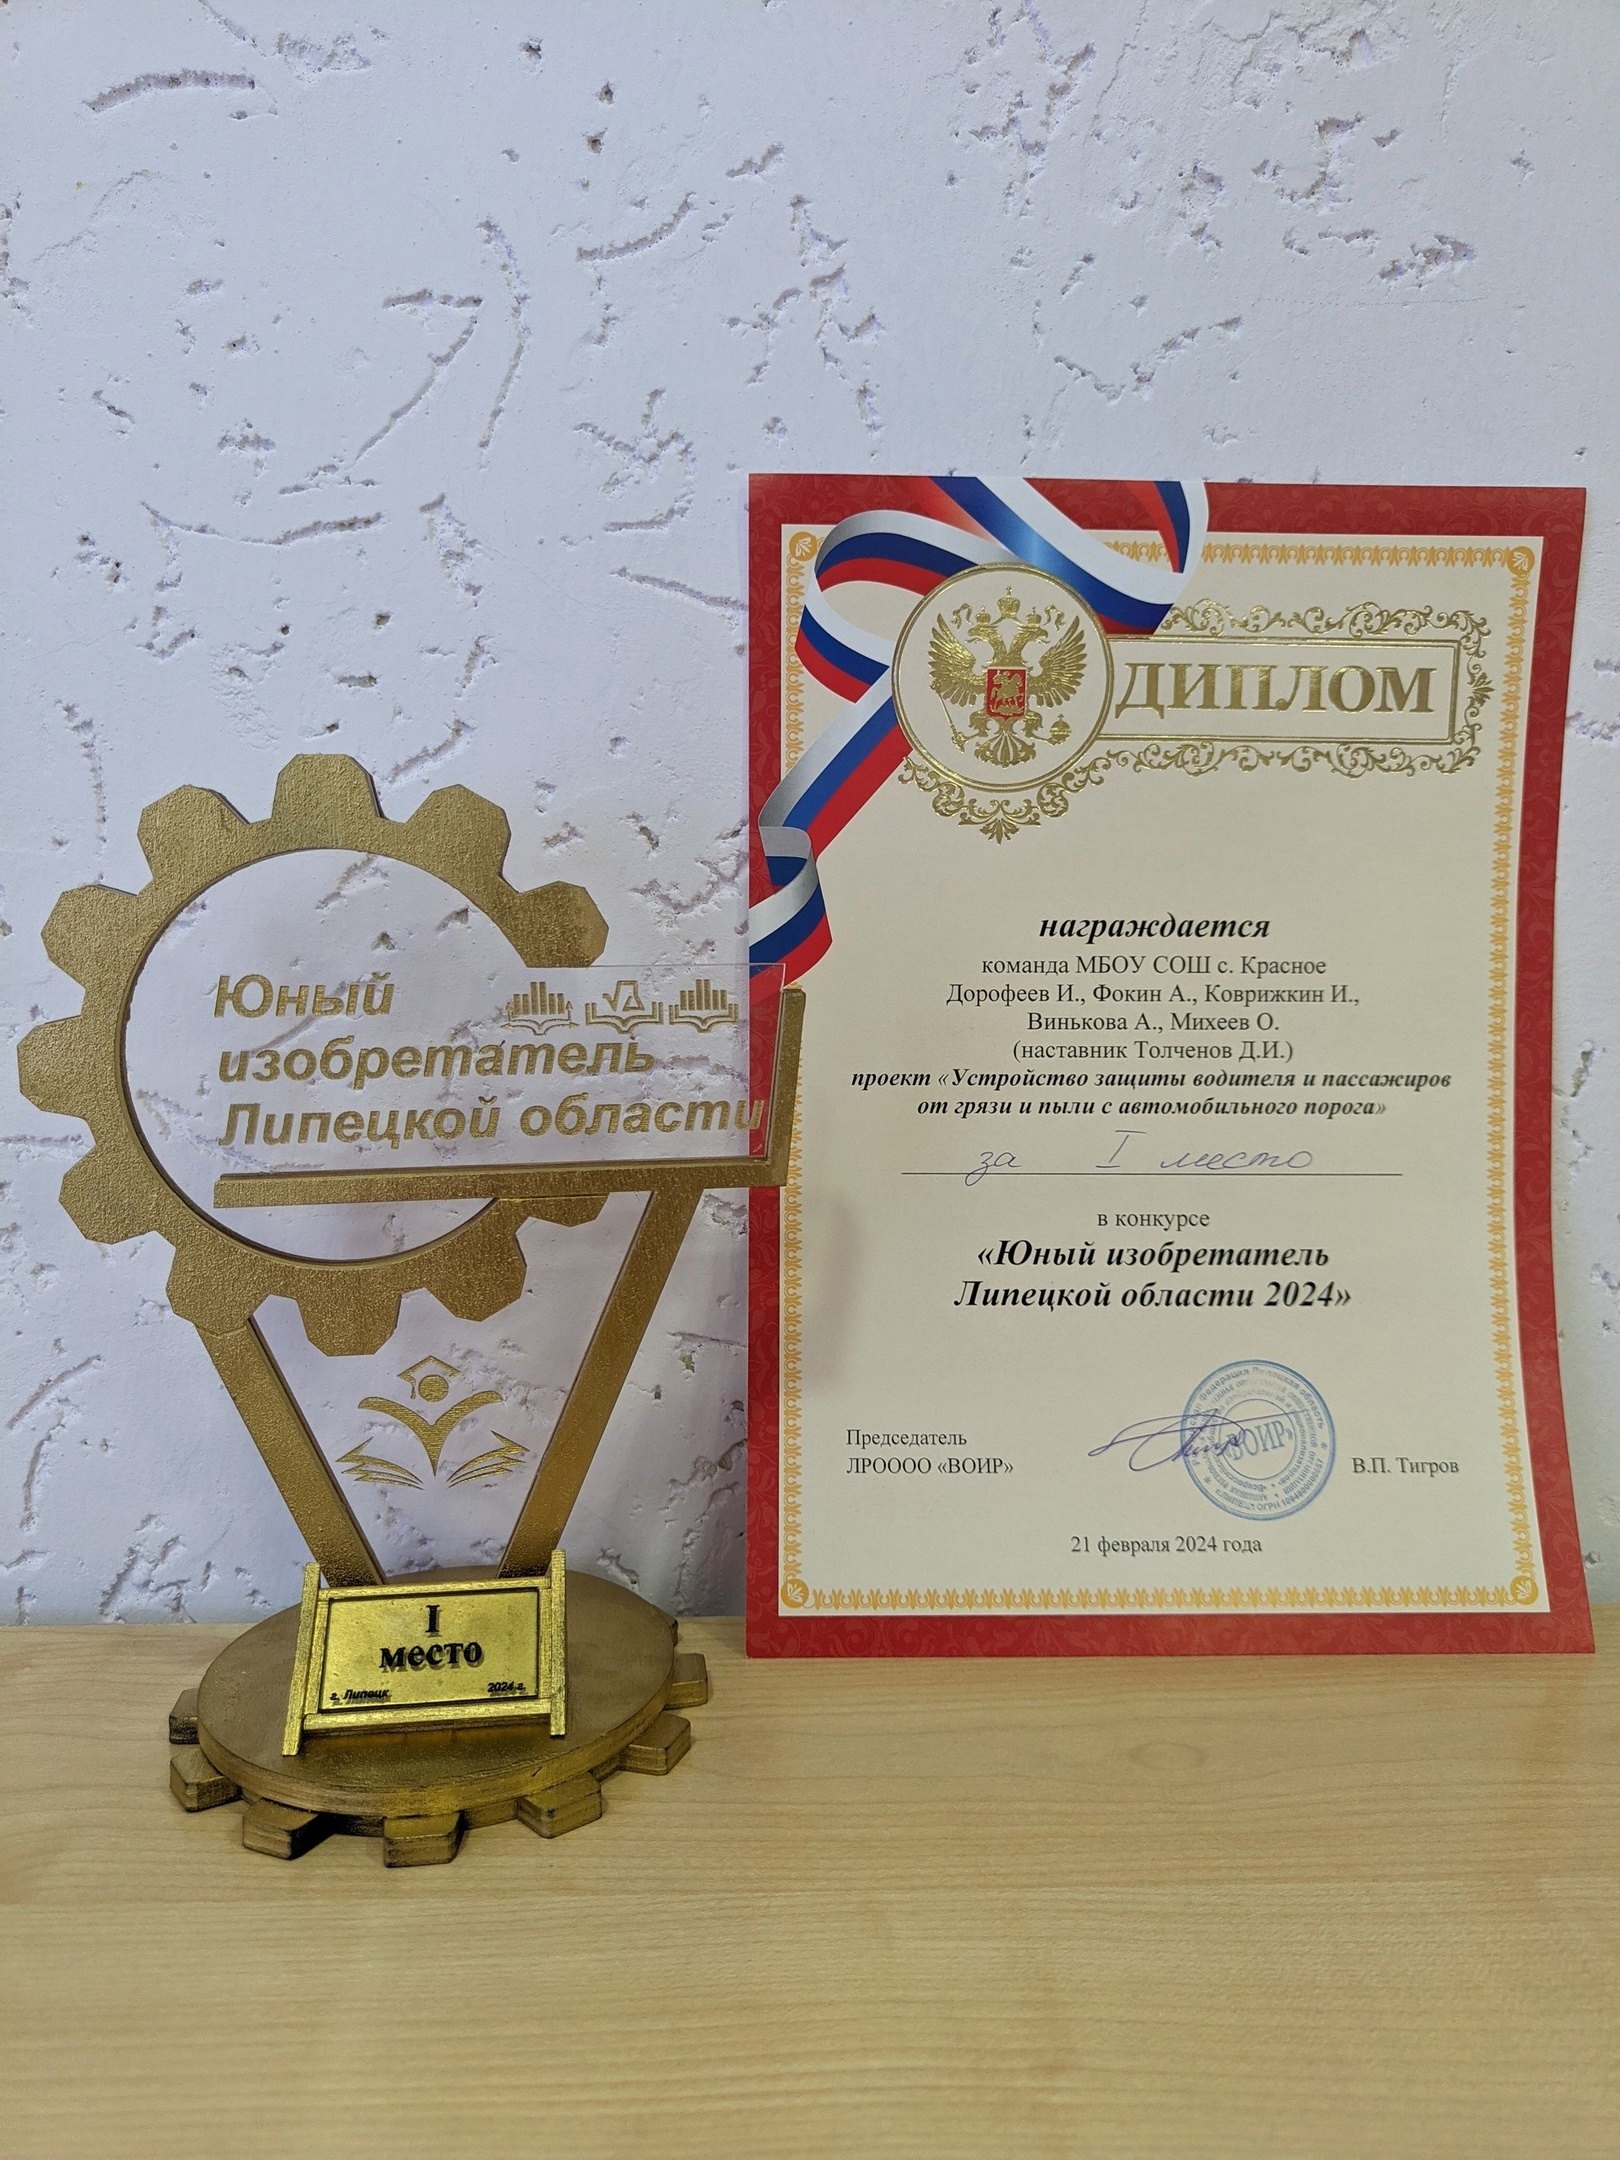 Юный
изобретатель
Липецкой области
I
место
г. Липецк 2024 г.
ДИПЛОМ
награждается
команда МБОУ СОШ с. Красное
Дорофеев И., Фокин А., Коврижкин И.,
Винькова А., Михеев О.
(наставник Толченов Д.И.)
проект «Устройство защиты водителя и пассажиров
от грязи и пыли с автомобильного порога»
за I место
в конкурсе
«Юный изобретатель
Липецкой области 2024»
Председатель
ЛРОООО «ВОИР»
«ВОИР»
В.П. Тигров
21 февраля 2024 года